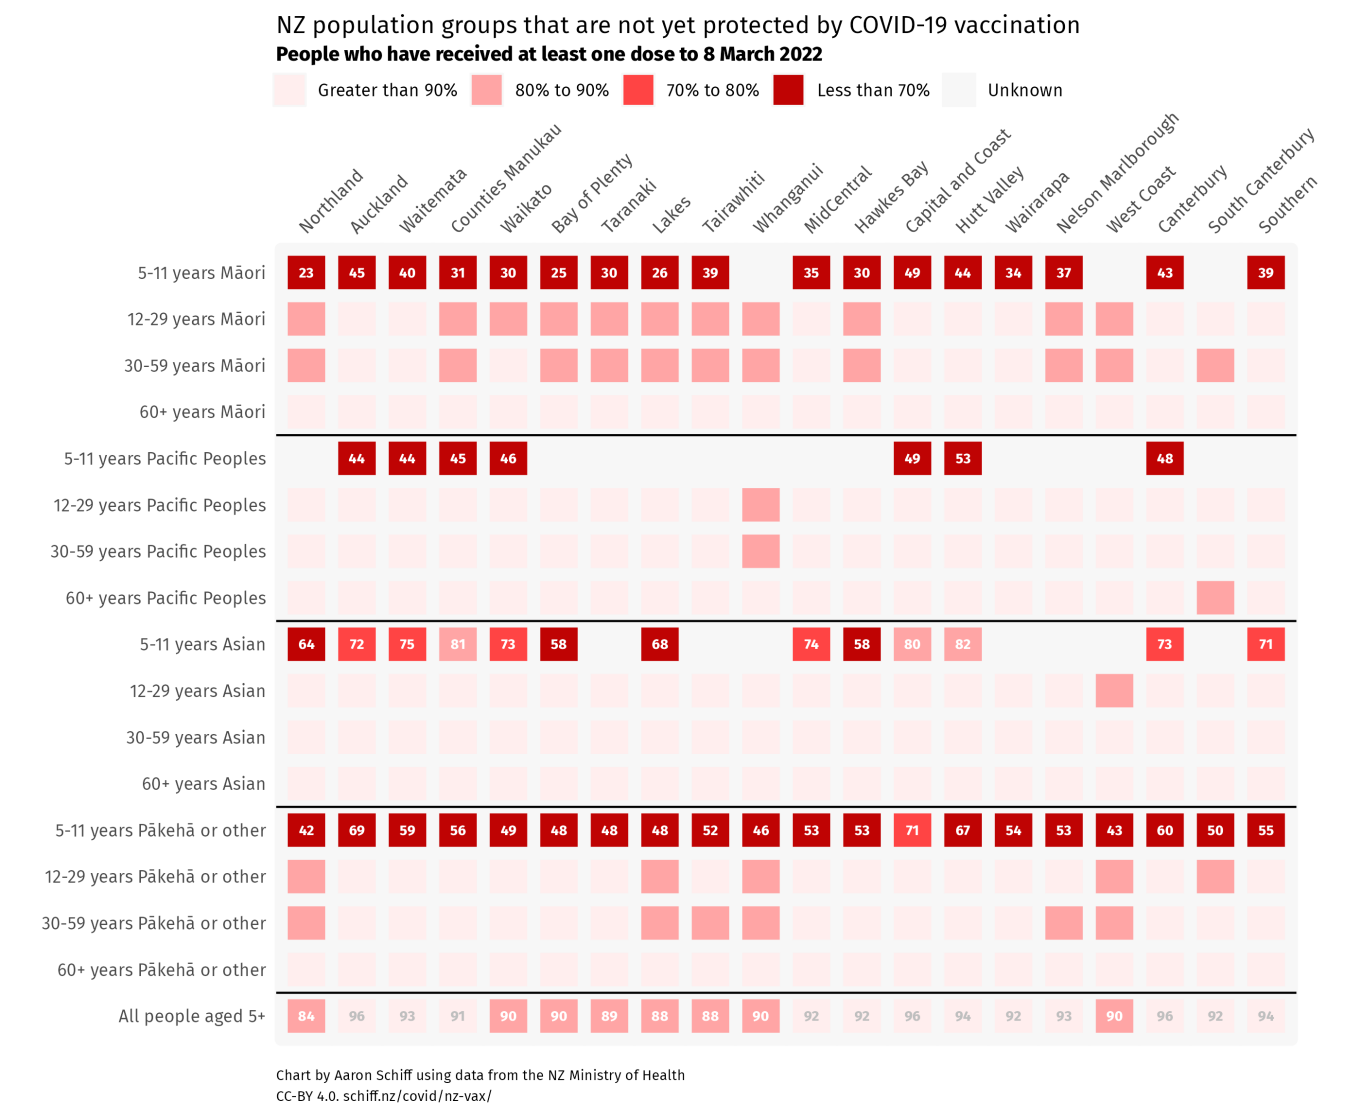 NZ population groups that are not yet protected by COVID-19 vaccination
People who have received at least one dose to 8 March 2022
Greater than 90% 80% to 90% 70% to 80% Less than 70% Unknown
Northland Auckland Waitemata Counties Manukau Waikato Bay of Plenty Taranaki Lakes Tairawhiti Whanganui MidCentral Hawkes Bay Capital and Coast Hutt Valley Wairarapa Nelson Marlborough West Coast Canterbury South Canterbury Southern
5-11 years Māori 23 45 40 31 30 25 30 26 39 35 30 49 44 34 37 43 39
12-29 years Māori
30-59 years Māori
60+ years Māori
5-11 years Pacific Peoples 44 44 45 46 49 53 48
12-29 years Pacific Peoples
30-59 years Pacific Peoples
60+ years Pacific Peoples
5-11 years Asian 64 72 75 81 73 58 68 74 58 80 82 73 71
12-29 years Asian
30-59 years Asian
60+ years Asian
5-11 years Pākehā or other 42 69 59 56 49 48 48 48 52 46 53 53 71 67 54 53 43 60 50 55
12-29 years Pākehā or other
30-59 years Pākehā or other
60+ years Pākehā or other
All people aged 5+ 84 96 93 91 90 90 89 88 88 90 92 92 96 94 92 93 90 96 92 94
Chart by Aaron Schiff using data from the NZ Ministry of Health
CC-BY 4.0. schiff.nz/covid/nz-vax/